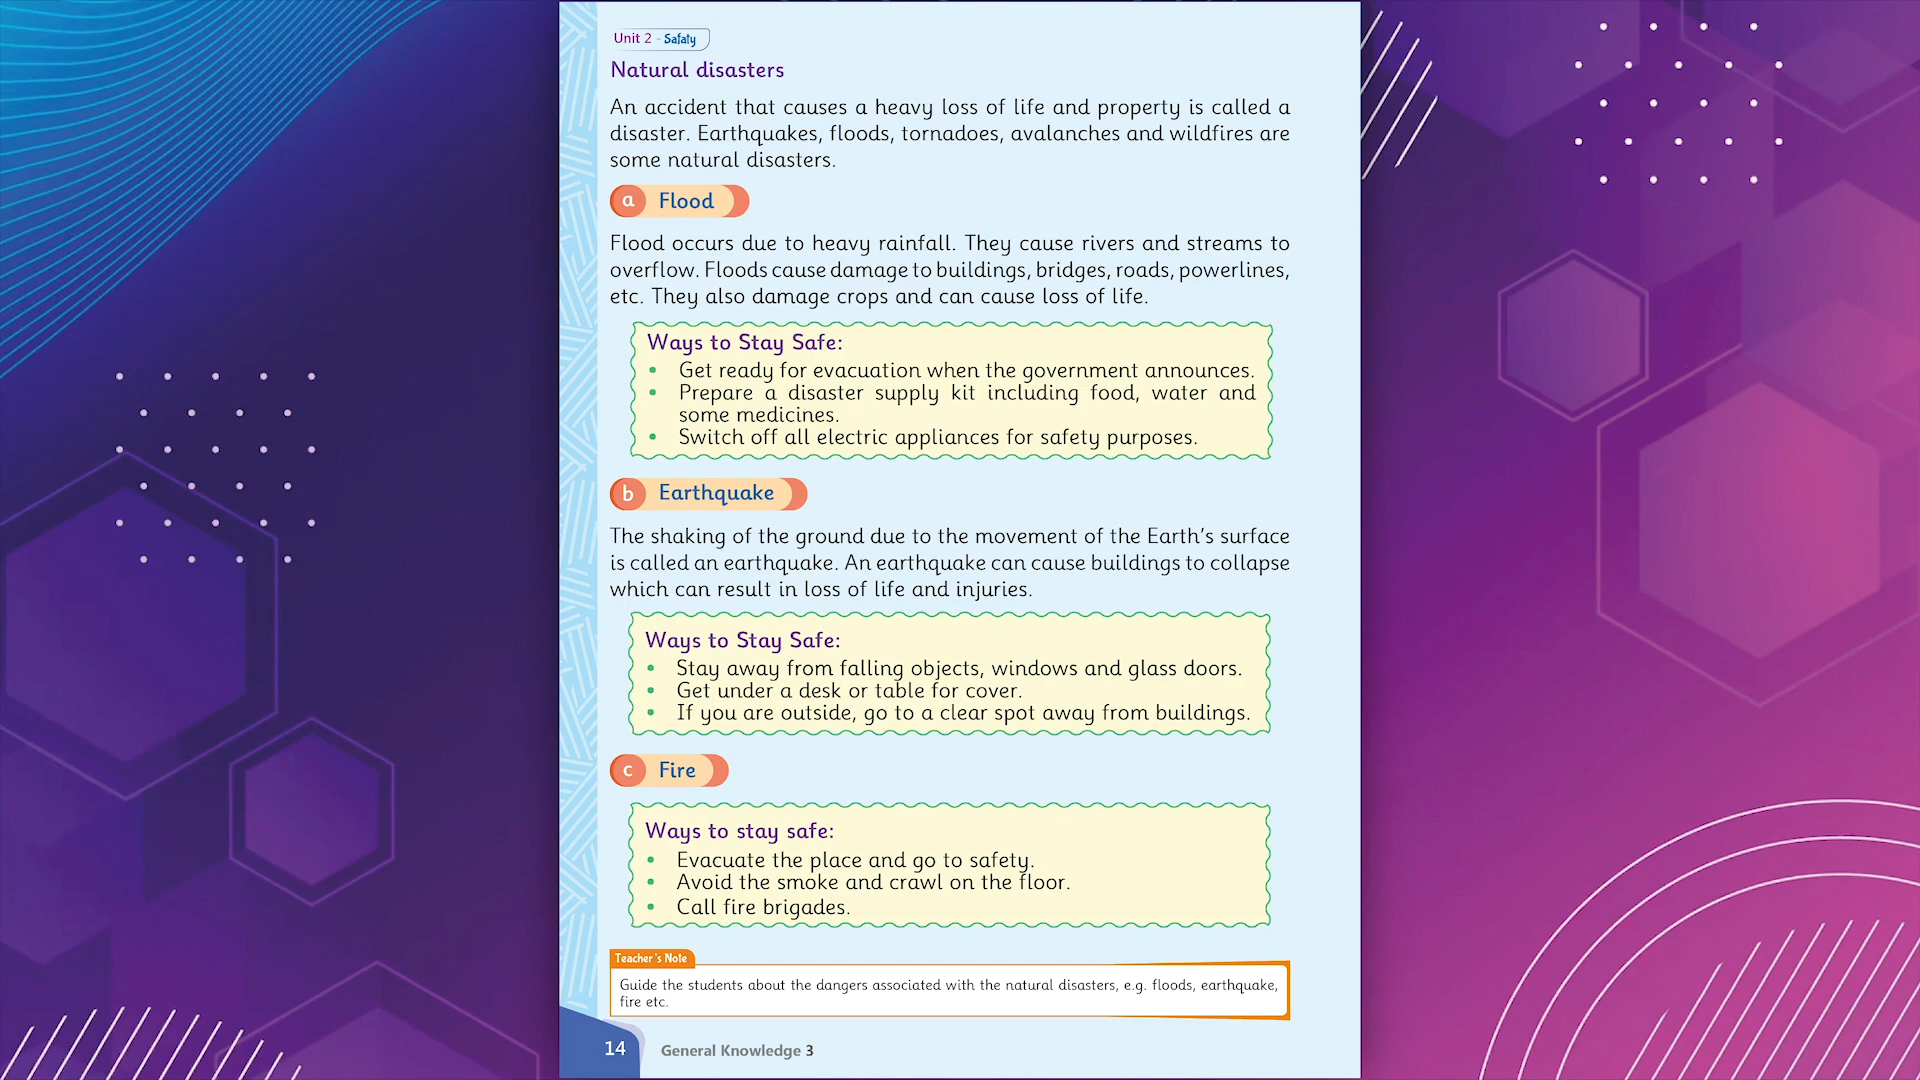 Unit 2 - Safaty
Natural disasters
An accident that causes a heavy loss of life and property is called a
disaster. Earthquakes, floods, tornadoes, avalanches and wildfires are
some natural disasters.
a Flood
Flood occurs due to heavy rainfall. They cause rivers and streams to
overflow. Floods cause damage to buildings, bridges, roads, powerlines,
etc. They also damage crops and can cause loss of life.
Ways to Stay Safe:
• Get ready for evacuation when the government announces.
• Prepare a disaster supply kit including food, water and
some medicines.
• Switch off all electric appliances for safety purposes.
b Earthquake
The shaking of the ground due to the movement of the Earth's surface
is called an earthquake. An earthquake can cause buildings to collapse
which can result in loss of life and injuries.
Ways to Stay Safe:
• Stay away from falling objects, windows and glass doors.
• Get under a desk or table for cover.
• If you are outside, go to a clear spot away from buildings.
c Fire
Ways to stay safe:
• Evacuate the place and go to safety.
• Avoid the smoke and crawl on the floor.
• Call fire brigades.
Teacher's Note
Guide the students about the dangers associated with the natural disasters, e.g. floods, earthquake,
fire etc.
14 General Knowledge 3